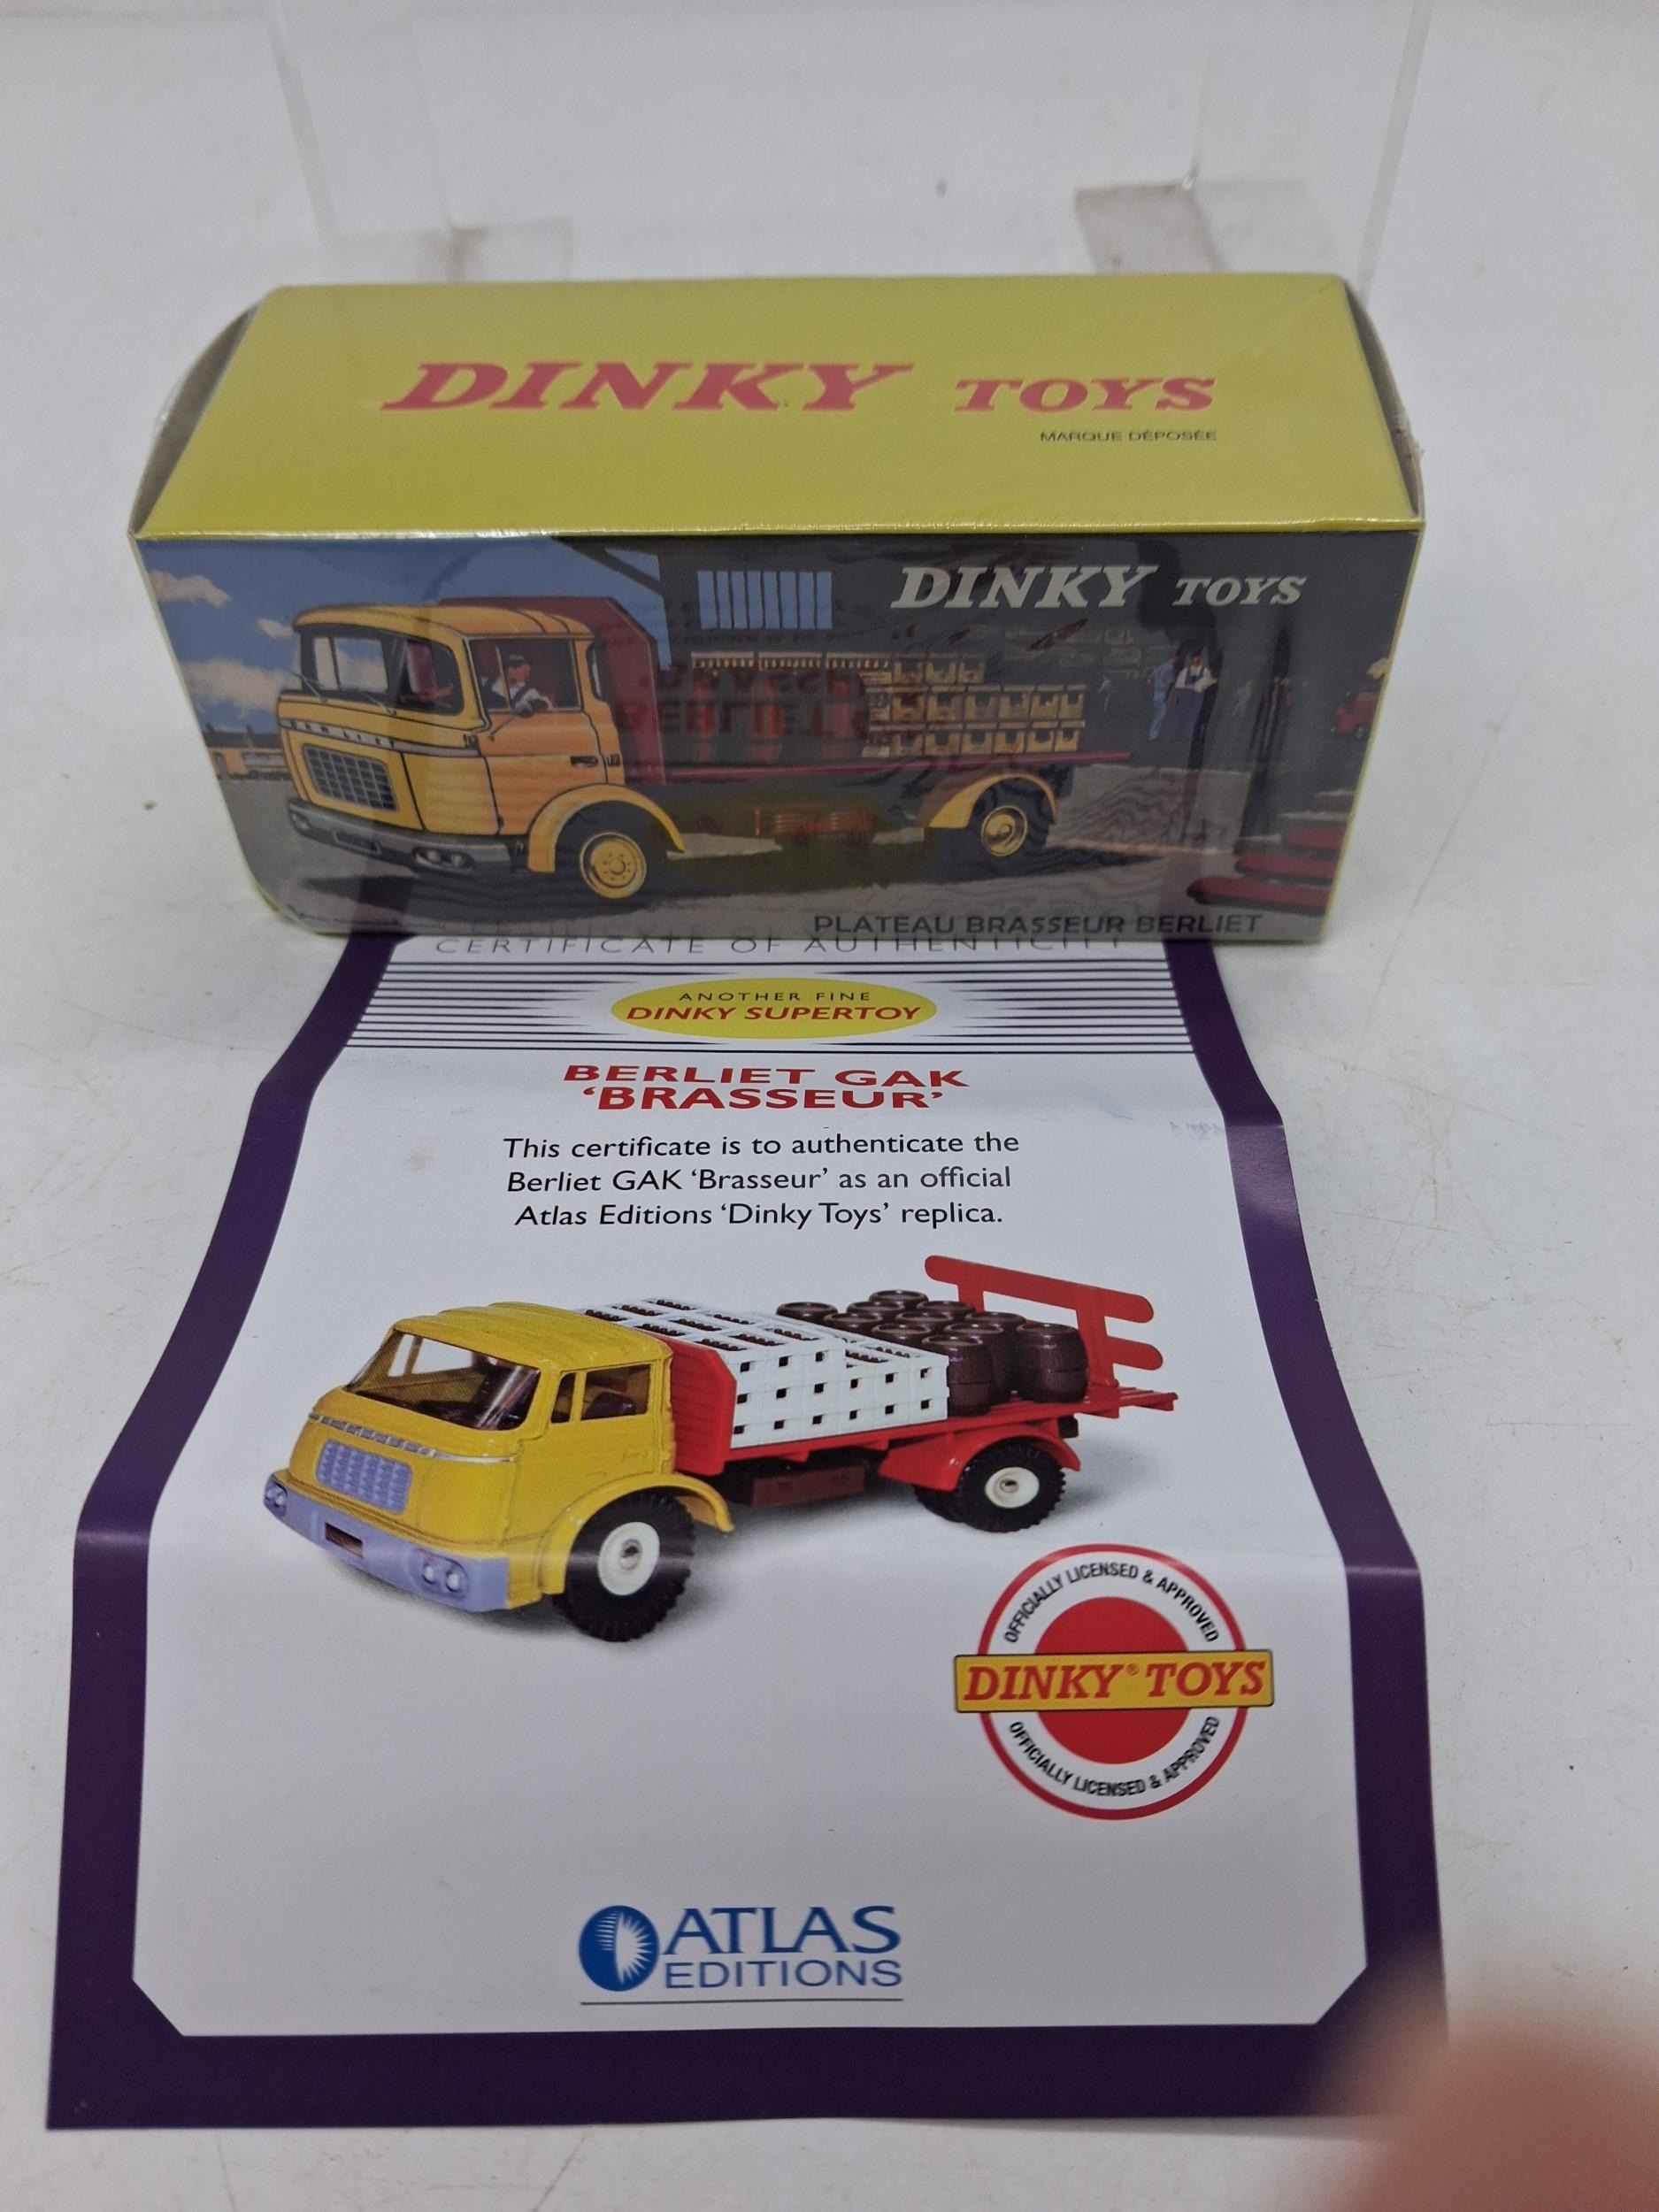 DINKY TOYS
MARQUE DÉPOSÉE
DINKY TOYS
PLATEAU BRASSEUR BERLIET
CERTIFICATE OF AUTHENTICITY
ANOTHER FINE
DINKY SUPERTOY
BERLIET GAK
‘BRASSEUR’
This certificate is to authenticate the
Berliet GAK ‘Brasseur’ as an official
Atlas Editions ‘Dinky Toys’ replica.
OFFICIALLY LICENSED & APPROVED
DINKY® TOYS
OFFICIALLY LICENSED & APPROVED
ATLAS
EDITIONS